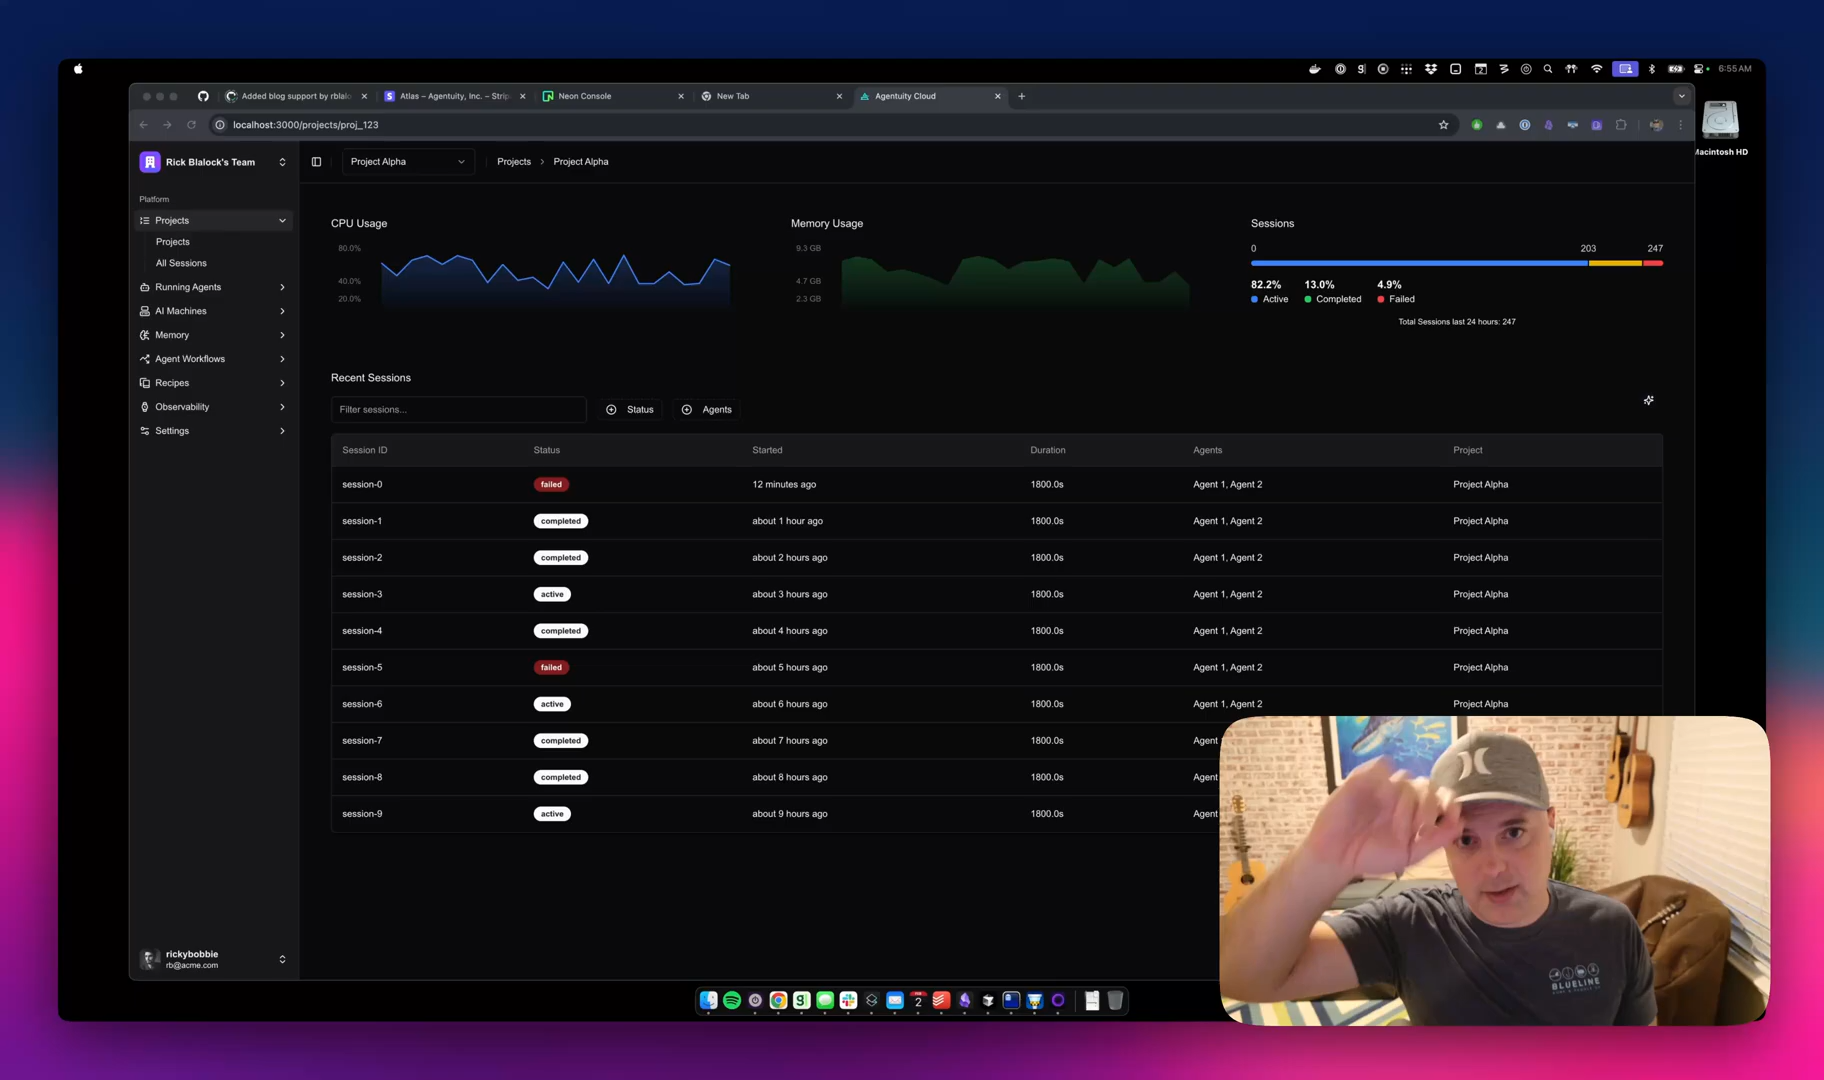 6:55AM
Added blog support by rblalo
Atlas – Agentuity, Inc. – Strip
Neon Console
New Tab
Agentuity Cloud
localhost:3000/projects/proj_123
Macintosh HD
Rick Blalock's Team
Project Alpha
Projects
Project Alpha
Platform
Projects
Projects
All Sessions
Running Agents
AI Machines
Memory
Agent Workflows
Recipes
Observability
Settings
CPU Usage
80.0%
40.0%
20.0%
Memory Usage
9.3 GB
4.7 GB
2.3 GB
Sessions
0 203 247
82.2% 13.0% 4.9%
Active Completed Failed
Total Sessions last 24 hours: 247
Recent Sessions
Filter sessions...
Status
Agents
Session ID Status Started Duration Agents Project
session-0 failed 12 minutes ago 1800.0s Agent 1, Agent 2 Project Alpha
session-1 completed about 1 hour ago 1800.0s Agent 1, Agent 2 Project Alpha
session-2 completed about 2 hours ago 1800.0s Agent 1, Agent 2 Project Alpha
session-3 active about 3 hours ago 1800.0s Agent 1, Agent 2 Project Alpha
session-4 completed about 4 hours ago 1800.0s Agent 1, Agent 2 Project Alpha
session-5 failed about 5 hours ago 1800.0s Agent 1, Agent 2 Project Alpha
session-6 active about 6 hours ago 1800.0s Agent 1, Agent 2 Project Alpha
session-7 completed about 7 hours ago 1800.0s Agent
session-8 completed about 8 hours ago 1800.0s Agent
session-9 active about 9 hours ago 1800.0s Agent
rickybobbie
rb@acme.com
2
BLUELINE